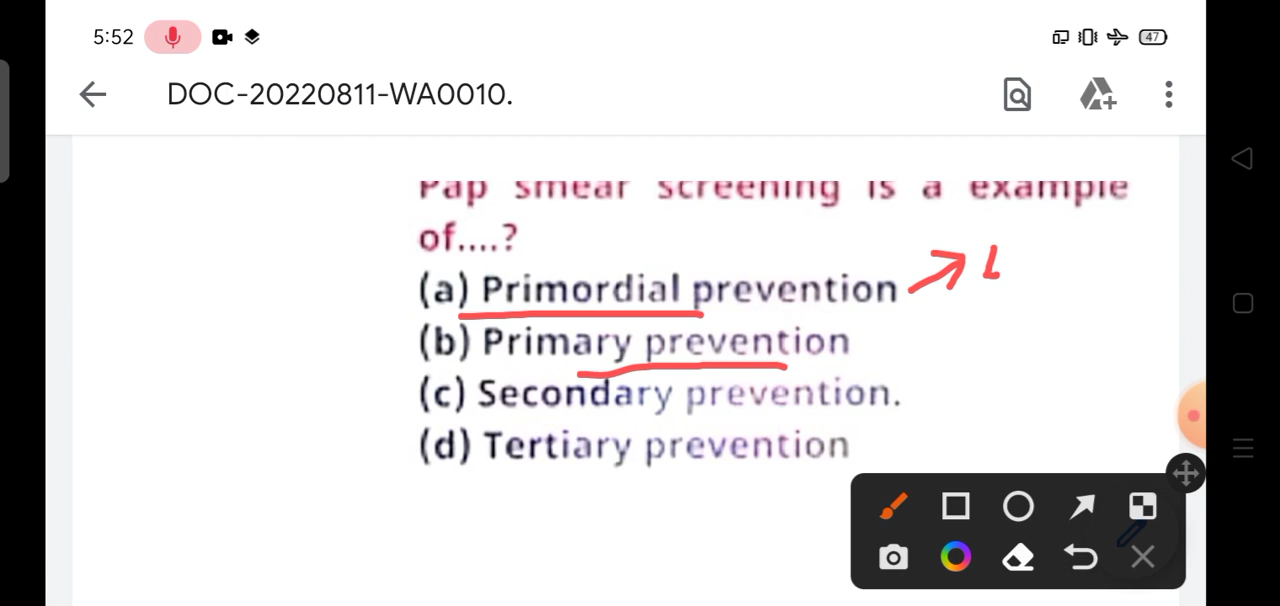 5:52
47
DOC-20220811-WA0010.
Pap smear screening is a example
of....?
(a) Primordial prevention
(b) Primary prevention
(c) Secondary prevention.
(d) Tertiary prevention